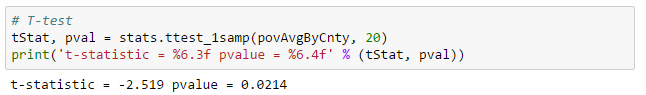 # T-test
tStat, pval = stats.ttest_1samp(povAvgByCnty, 20)
print('t-statistic = %6.3f pvalue = %6.4f' % (tStat, pval))
t-statistic = -2.519 pvalue = 0.0214